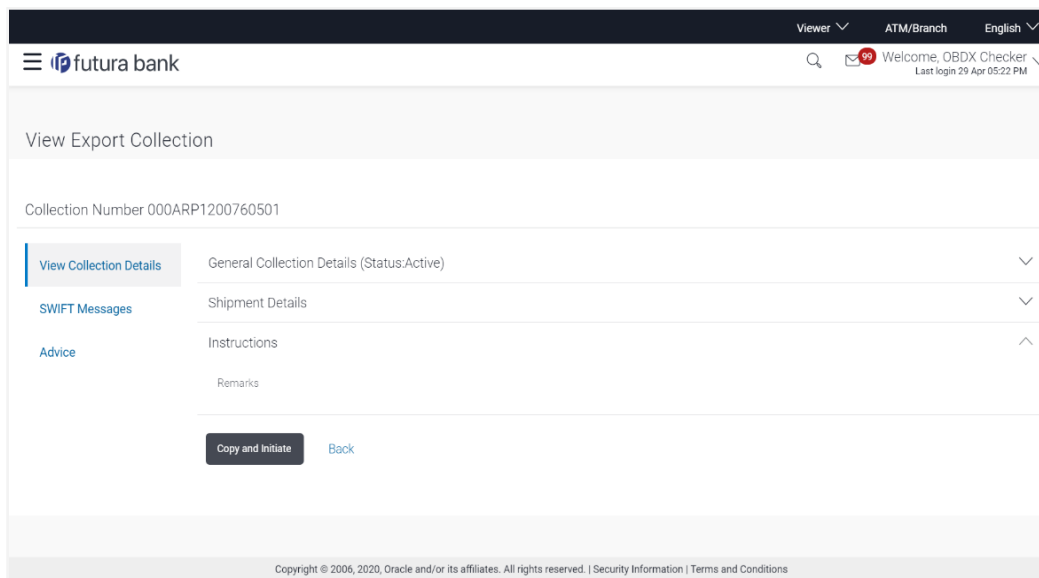 Viewer ATM/Branch English
futura bank 99 Welcome, OBDX Checker
Last login 29 Apr 05:22 PM
View Export Collection
Collection Number 000ARP1200760501
View Collection Details General Collection Details (Status:Active)
SWIFT Messages Shipment Details
Advice Instructions
Remarks
Copy and Initiate Back
Copyright © 2006, 2020, Oracle and/or its affiliates. All rights reserved. | Security Information | Terms and Conditions